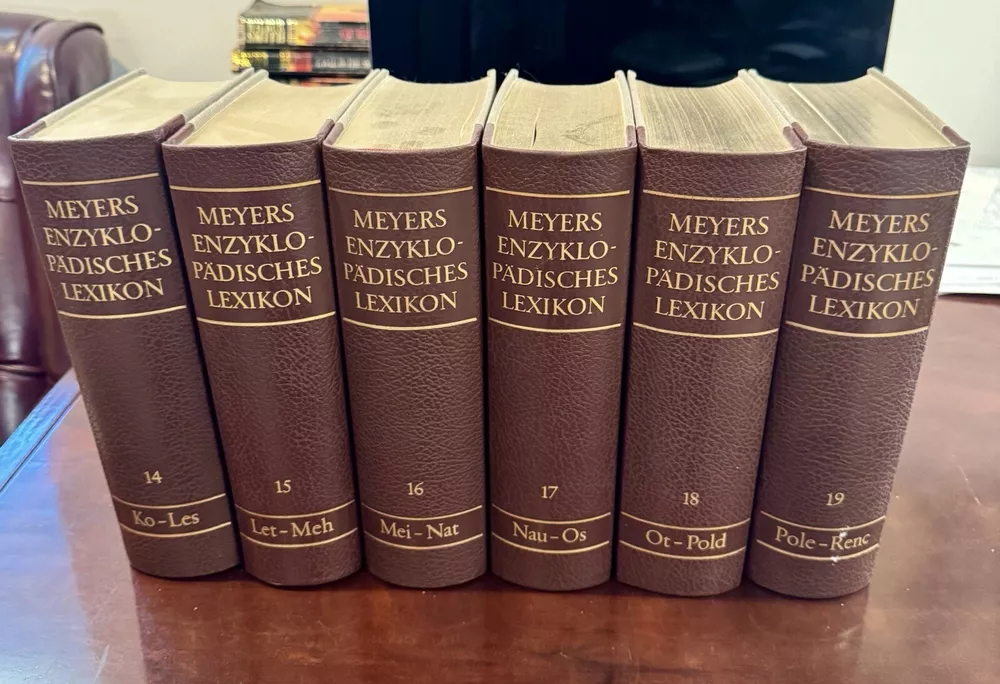 MEYERS
ENZYKLO-
PÄDISCHES
LEXIKON
14
Ko-Les
MEYERS
ENZYKLO-
PÄDISCHES
LEXIKON
15
Let-Meh
MEYERS
ENZYKLO-
PÄDISCHES
LEXIKON
16
Mei-Nat
MEYERS
ENZYKLO-
PÄDISCHES
LEXIKON
17
Nau-Os
MEYERS
ENZYKLO-
PÄDISCHES
LEXIKON
18
Ot-Pold
MEYERS
ENZYKLO-
PÄDISCHES
LEXIKON
19
Pole-Renc